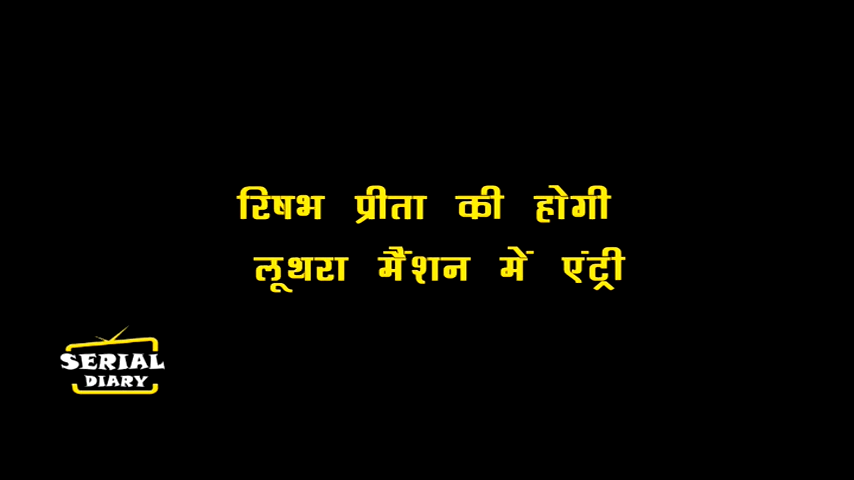 रिषभ प्रीता की होगी
लूथरा मैंशन में एंट्री
SERIAL
DIARY